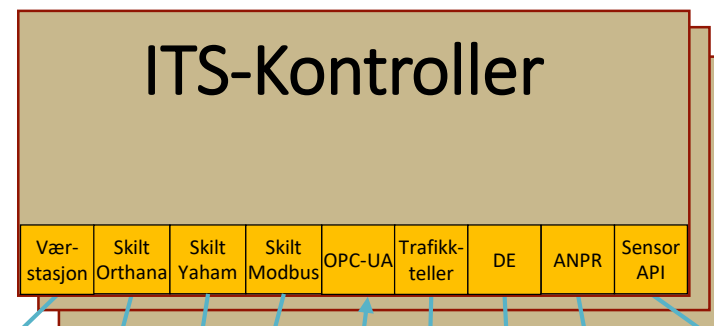 ITS-Kontroller
Vær-
stasjon
Skilt
Orthana
Skilt
Yaham
Skilt
Modbus
OPC-UA
Trafikk-
teller
DE
ANPR
Sensor
API